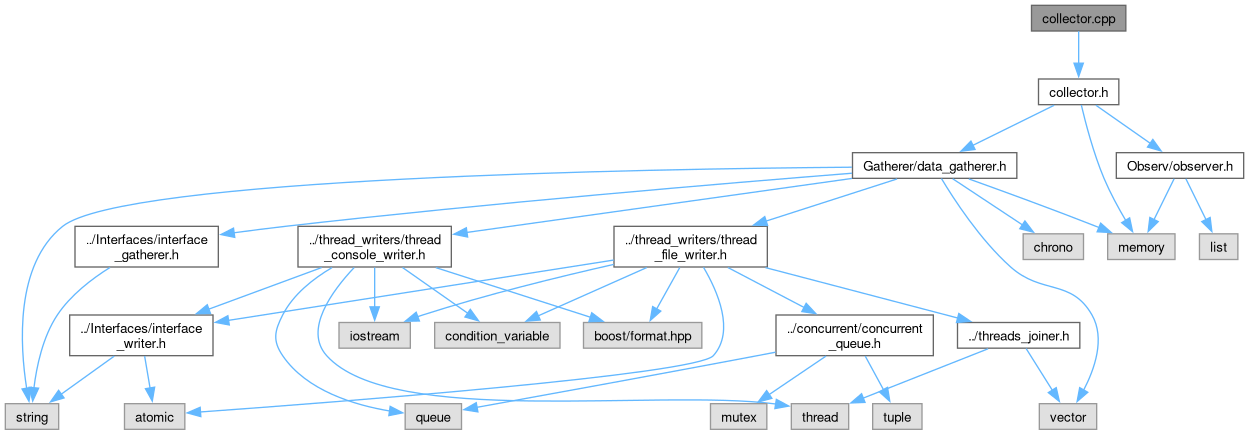 collector.cpp
collector.h
Gatherer/data_gatherer.h
Observ/observer.h
../Interfaces/interface
_gatherer.h
../thread_writers/thread
_console_writer.h
../thread_writers/thread
_file_writer.h
chrono
memory
list
../Interfaces/interface
_writer.h
iostream
condition_variable
boost/format.hpp
../concurrent/concurrent
_queue.h
../threads_joiner.h
string
atomic
queue
mutex
thread
tuple
vector